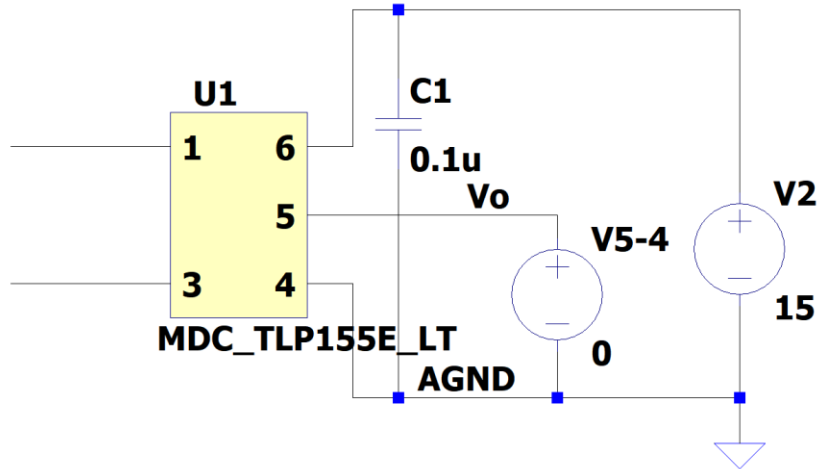 U1
C1
1
6
0.1u
Vo
V2
5
V5-4
3
4
15
MDC_TLP155E_LT
0
AGND